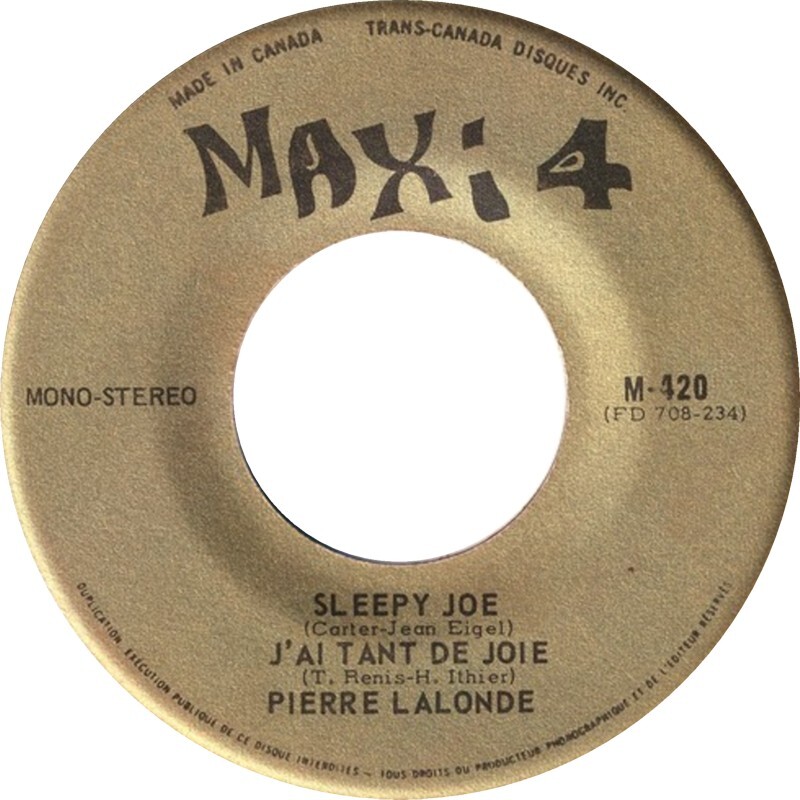 MADE IN CANADA
TRANS-CANADA DISQUES INC.
MAXi 4
MONO-STEREO
M-420
(FD 708-234)
SLEEPY JOE
(Carter-Jean Eigel)
J'AI TANT DE JOIE
(T. Renis-H. Ithier)
PIERRE LALONDE
DUPLICATION, EXÉCUTION PUBLIQUE DE CE DISQUE INTERDITES - TOUS DROITS DU PRODUCTEUR PHONOGRAPHIQUE ET DE L'ÉDITEUR RÉSERVÉS